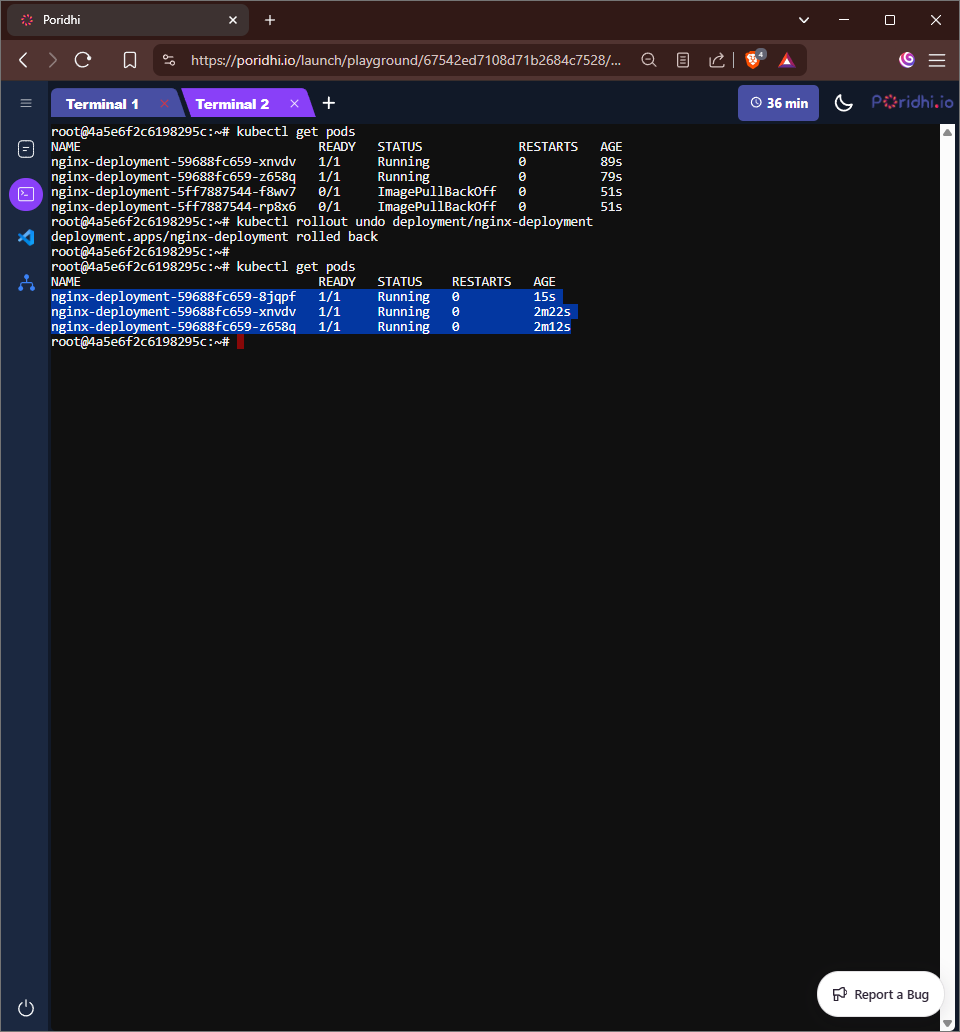 Poridhi
https://poridhi.io/launch/playground/67542ed7108d71b2684c7528/...
4
Terminal 1
Terminal 2
36 min
Poridhi.io
root@4a5e6f2c6198295c:~# kubectl get pods
NAME READY STATUS RESTARTS AGE
nginx-deployment-59688fc659-xnvdv 1/1 Running 0 89s
nginx-deployment-59688fc659-z658q 1/1 Running 0 79s
nginx-deployment-5ff7887544-f8wv7 0/1 ImagePullBackOff 0 51s
nginx-deployment-5ff7887544-rp8x6 0/1 ImagePullBackOff 0 51s
root@4a5e6f2c6198295c:~# kubectl rollout undo deployment/nginx-deployment
deployment.apps/nginx-deployment rolled back
root@4a5e6f2c6198295c:~#
root@4a5e6f2c6198295c:~# kubectl get pods
NAME READY STATUS RESTARTS AGE
nginx-deployment-59688fc659-8jqpf 1/1 Running 0 15s
nginx-deployment-59688fc659-xnvdv 1/1 Running 0 2m22s
nginx-deployment-59688fc659-z658q 1/1 Running 0 2m12s
root@4a5e6f2c6198295c:~#
Report a Bug